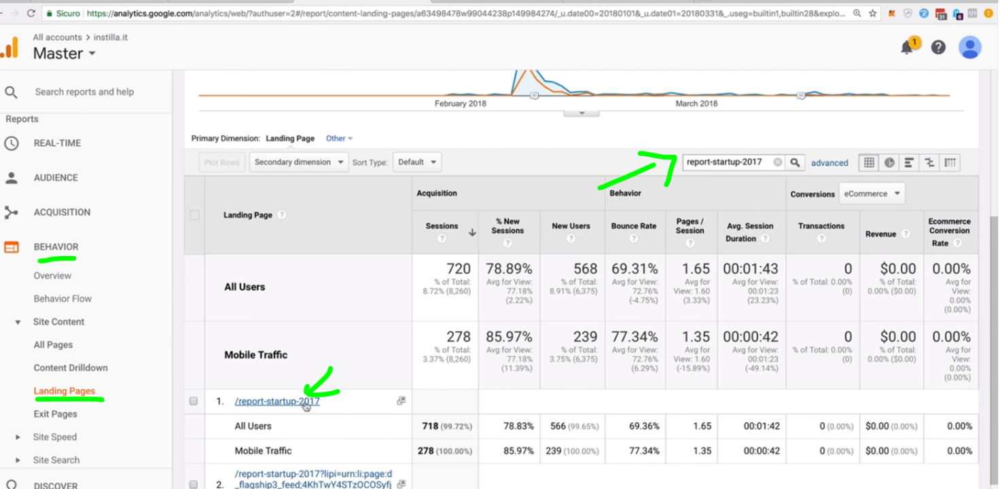 Sicuro https://analytics.google.com/analytics/web/?authuser=2#/report/content-landing-pages/a63498478w99044238p149984274/_u.date00=20180101&_u.date01=20180331&_.useg=builtin1,builtin28&explo...
31
6
All accounts > instilla.it
Master
1
Search reports and help
Reports
REAL-TIME
AUDIENCE
ACQUISITION
BEHAVIOR
Overview
Behavior Flow
Site Content
All Pages
Content Drilldown
Landing Pages
Exit Pages
Site Speed
Site Search
DISCOVER
February 2018
March 2018
Primary Dimension: Landing Page Other
Plot Rows Secondary dimension Sort Type: Default report-startup-2017 advanced
Acquisition Behavior Conversions eCommerce
Landing Page ?
Sessions ?
% New Sessions ?
New Users ?
Bounce Rate ?
Pages / Session ?
Avg. Session Duration ?
Transactions ?
Revenue ?
Ecommerce Conversion Rate ?
All Users
720
% of Total: 8.72% (8,260)
78.89%
Avg for View: 77.18% (2.22%)
568
% of Total: 8.91% (6,375)
69.31%
Avg for View: 72.76% (-4.75%)
1.65
Avg for View: 1.60 (3.33%)
00:01:43
Avg for View: 00:01:23 (23.23%)
0
% of Total: 0.00% (0)
$0.00
% of Total: 0.00% ($0.00)
0.00%
Avg for View: 0.00% (0.00%)
Mobile Traffic
278
% of Total: 3.37% (8,260)
85.97%
Avg for View: 77.18% (11.39%)
239
% of Total: 3.75% (6,375)
77.34%
Avg for View: 72.76% (6.29%)
1.35
Avg for View: 1.60 (-15.89%)
00:00:42
Avg for View: 00:01:23 (-49.14%)
0
% of Total: 0.00% (0)
$0.00
% of Total: 0.00% ($0.00)
0.00%
Avg for View: 0.00% (0.00%)
1. /report-startup-2017
All Users 718 (99.72%) 78.83% 566 (99.65%) 69.36% 1.65 00:01:42 0 (0.00%) $0.00 (0.00%) 0.00%
Mobile Traffic 278 (100.00%) 85.97% 239 (100.00%) 77.34% 1.35 00:00:42 0 (0.00%) $0.00 (0.00%) 0.00%
2. /report-startup-2017?lipi=urn:li:page:d
_flagship3_feed;4KhTwY4STzOCOSyfj